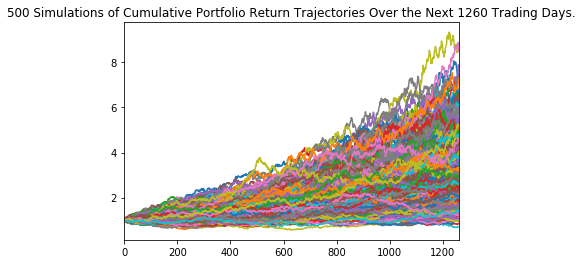 500 Simulations of Cumulative Portfolio Return Trajectories Over the Next 1260 Trading Days.
8
6
4
2
0 200 400 600 800 1000 1200